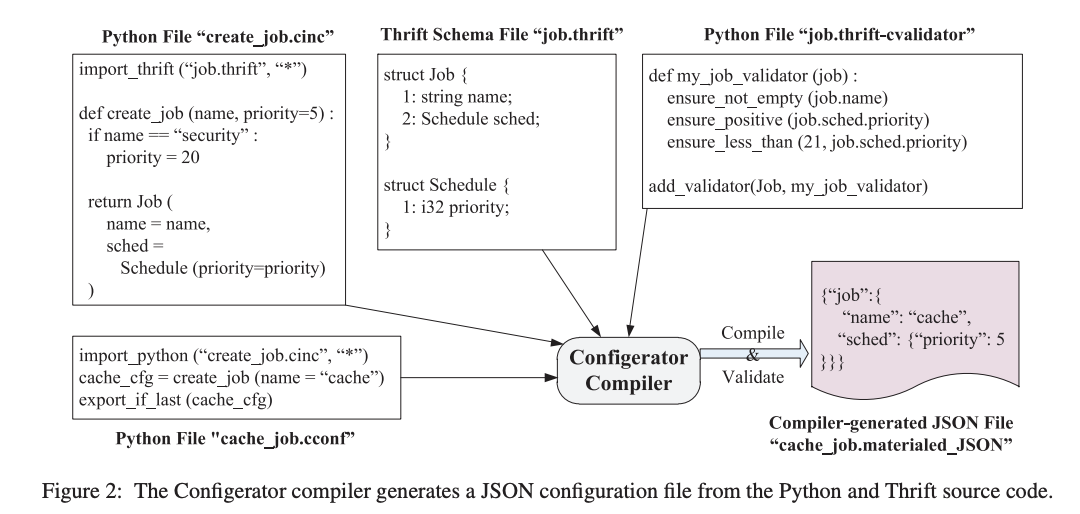 Python File “create_job.cinc”
import_thrift (“job.thrift”, “*”)
def create_job (name, priority=5) :
if name == “security” :
priority = 20
return Job (
name = name,
sched =
Schedule (priority=priority)
)
Thrift Schema File “job.thrift”
struct Job {
1: string name;
2: Schedule sched;
}
struct Schedule {
1: i32 priority;
}
Python File “job.thrift-cvalidator”
def my_job_validator (job) :
ensure_not_empty (job.name)
ensure_positive (job.sched.priority)
ensure_less_than (21, job.sched.priority)
add_validator(Job, my_job_validator)
import_python (“create_job.cinc”, “*”)
cache_cfg = create_job (name = “cache”)
export_if_last (cache_cfg)
Python File "cache_job.cconf”
Configerator
Compiler
Compile
&
Validate
{“job”:{
“name”: “cache”,
“sched”: {“priority”: 5
}}}
Compiler-generated JSON File
“cache_job.materialed_JSON”
Figure 2: The Configerator compiler generates a JSON configuration file from the Python and Thrift source code.